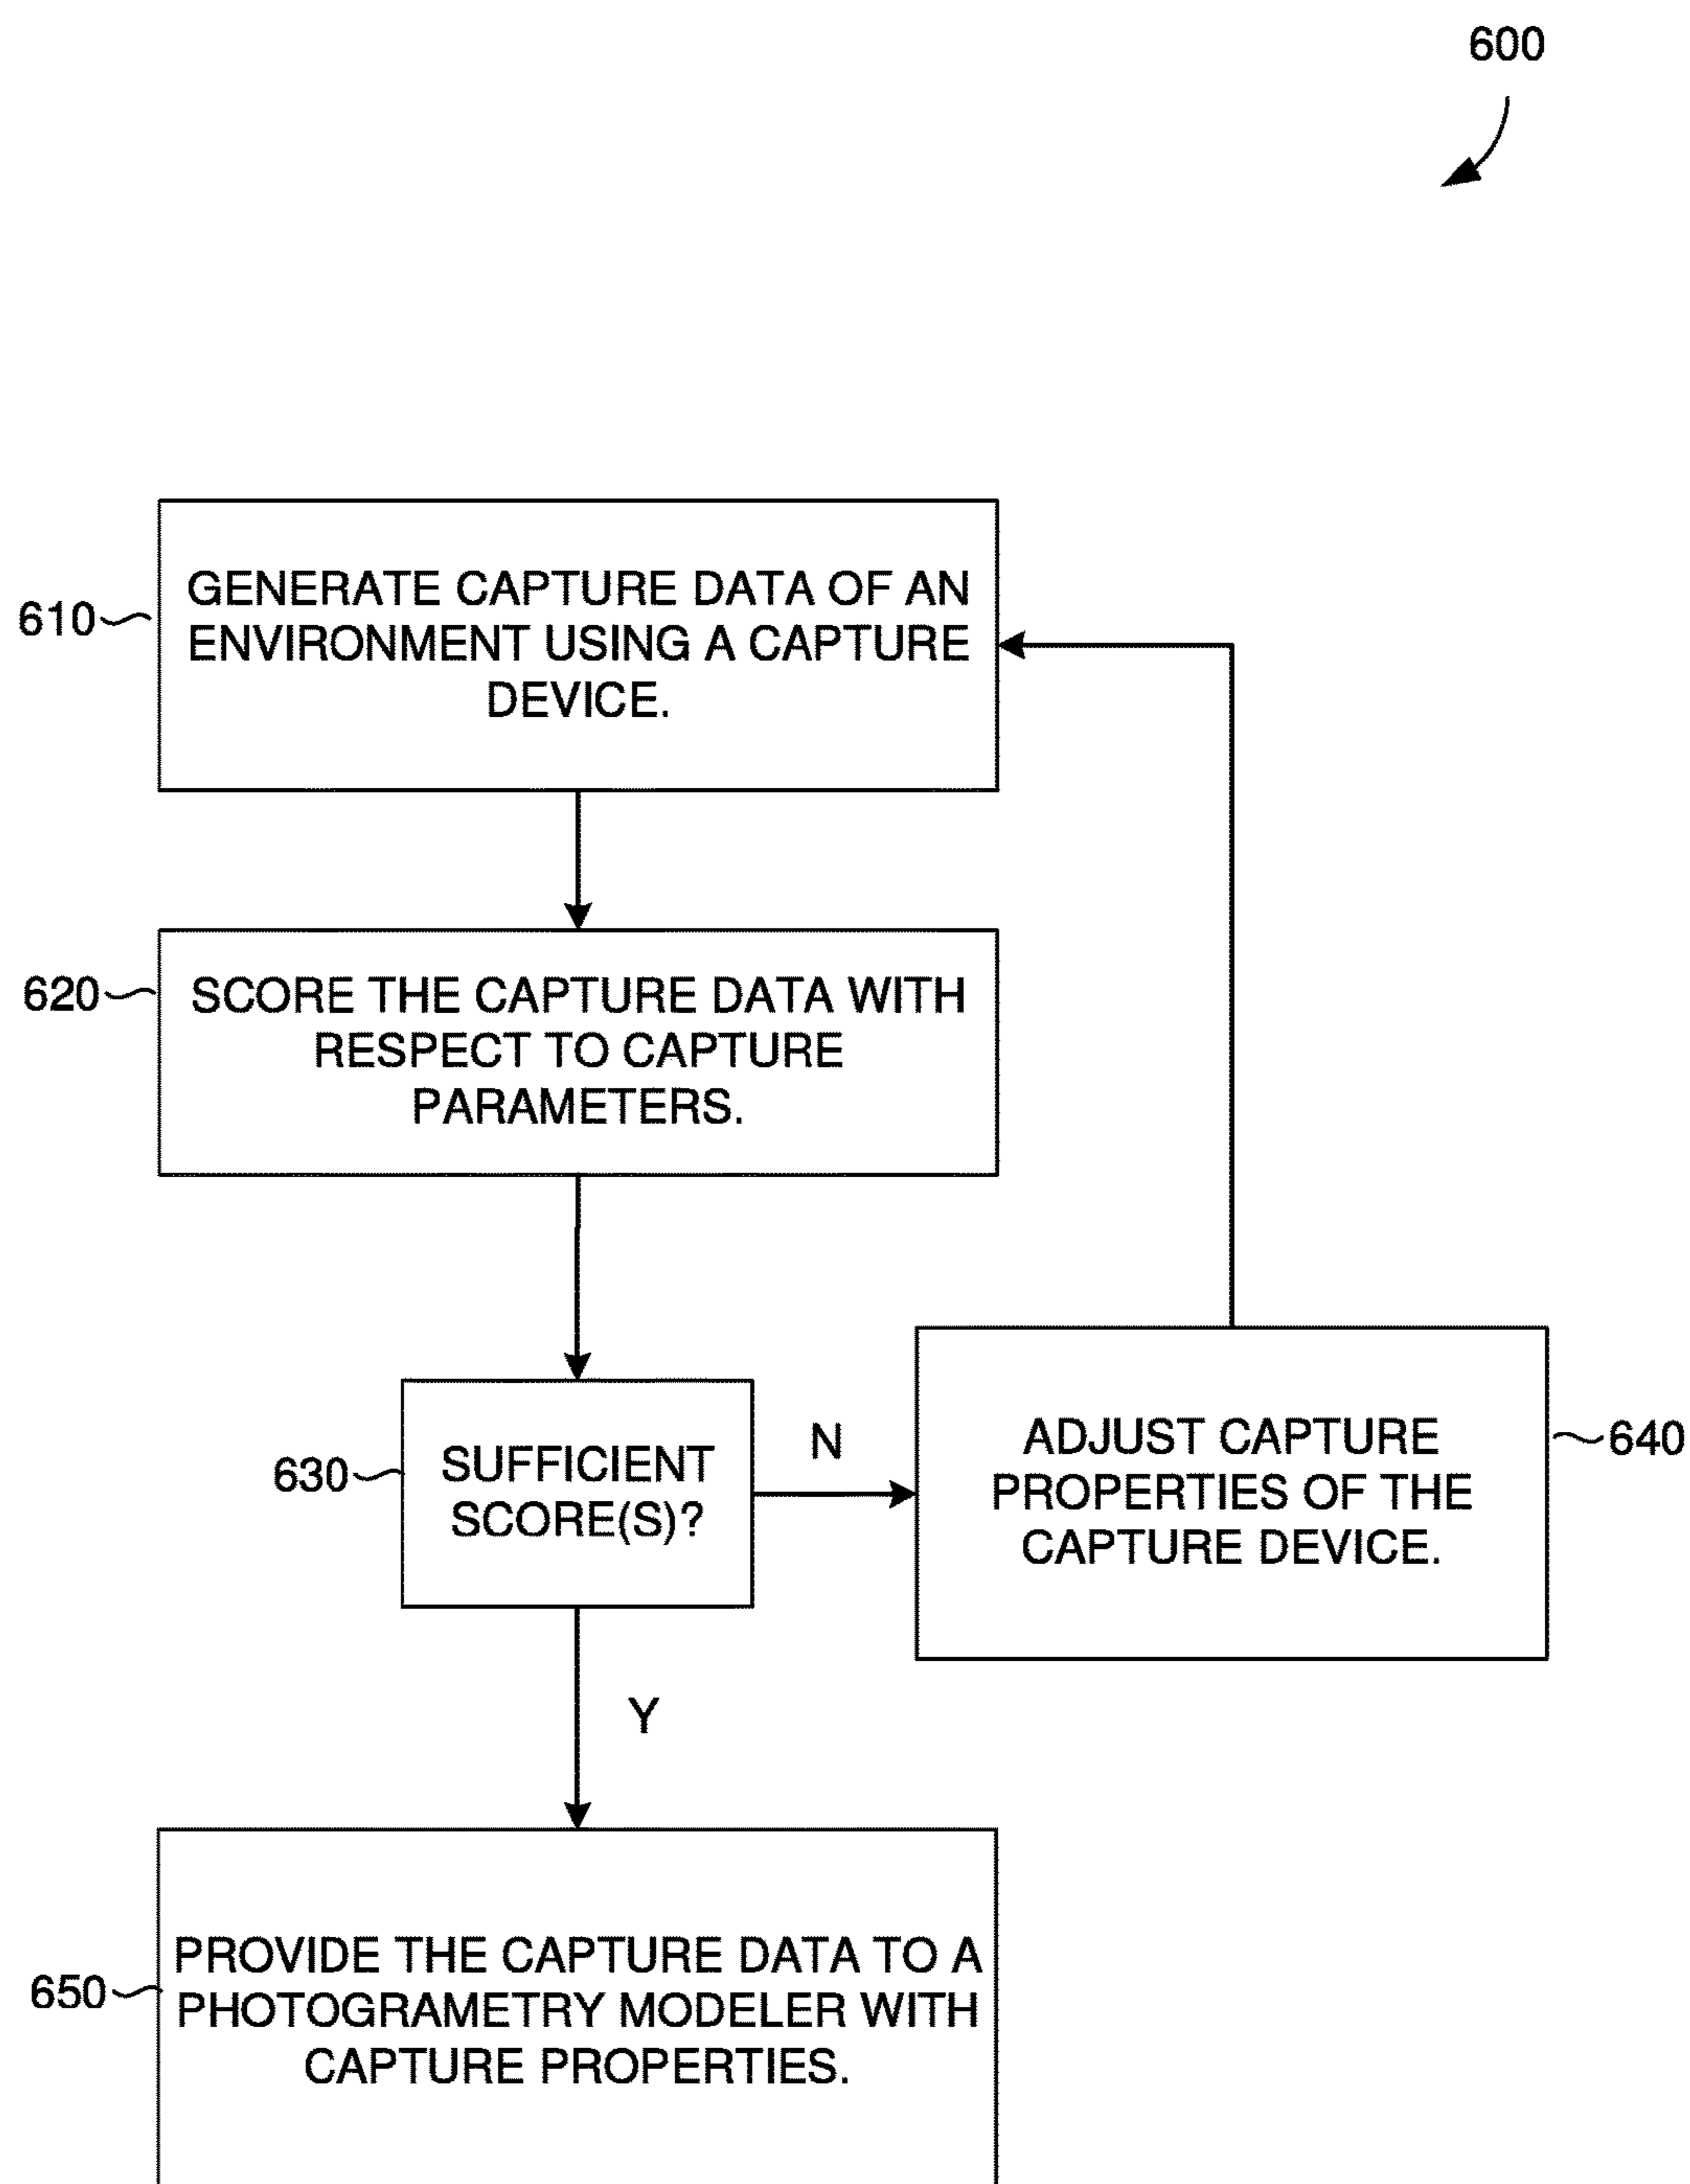 600
610
GENERATE CAPTURE DATA OF AN
ENVIRONMENT USING A CAPTURE
DEVICE.
620
SCORE THE CAPTURE DATA WITH
RESPECT TO CAPTURE
PARAMETERS.
630
SUFFICIENT
SCORE(S)?
N
ADJUST CAPTURE
PROPERTIES OF THE
CAPTURE DEVICE.
640
Y
650
PROVIDE THE CAPTURE DATA TO A
PHOTOGRAMETRY MODELER WITH
CAPTURE PROPERTIES.